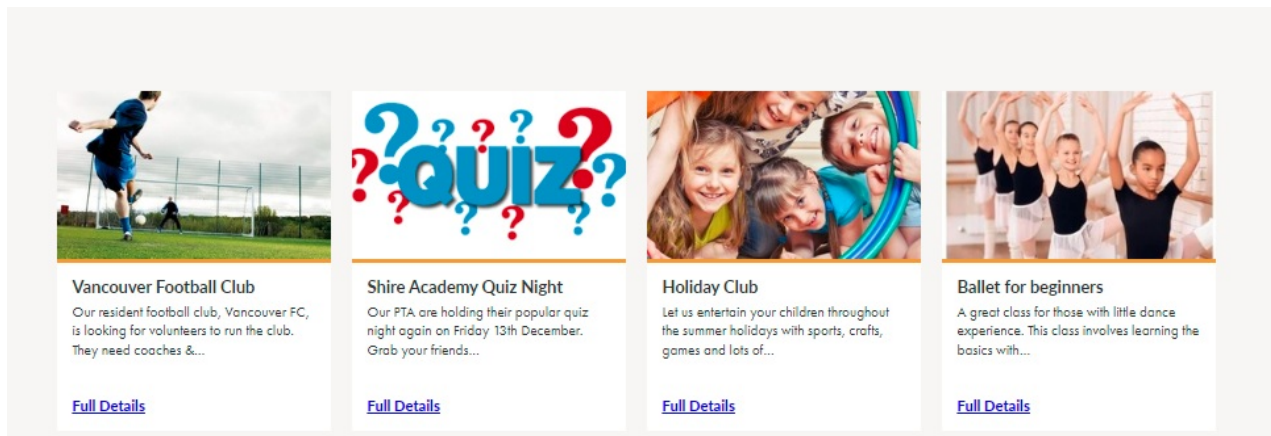 QUIZ
Vancouver Football Club
Our resident football club, Vancouver FC,
is looking for volunteers to run the club.
They need coaches &...
Full Details
Shire Academy Quiz Night
Our PTA are holding their popular quiz
night again on Friday 13th December.
Grab your friends...
Full Details
Holiday Club
Let us entertain your children throughout
the summer holidays with sports, crafts,
games and lots of...
Full Details
Ballet for beginners
A great class for those with little dance
experience. This class involves learning the
basics with...
Full Details